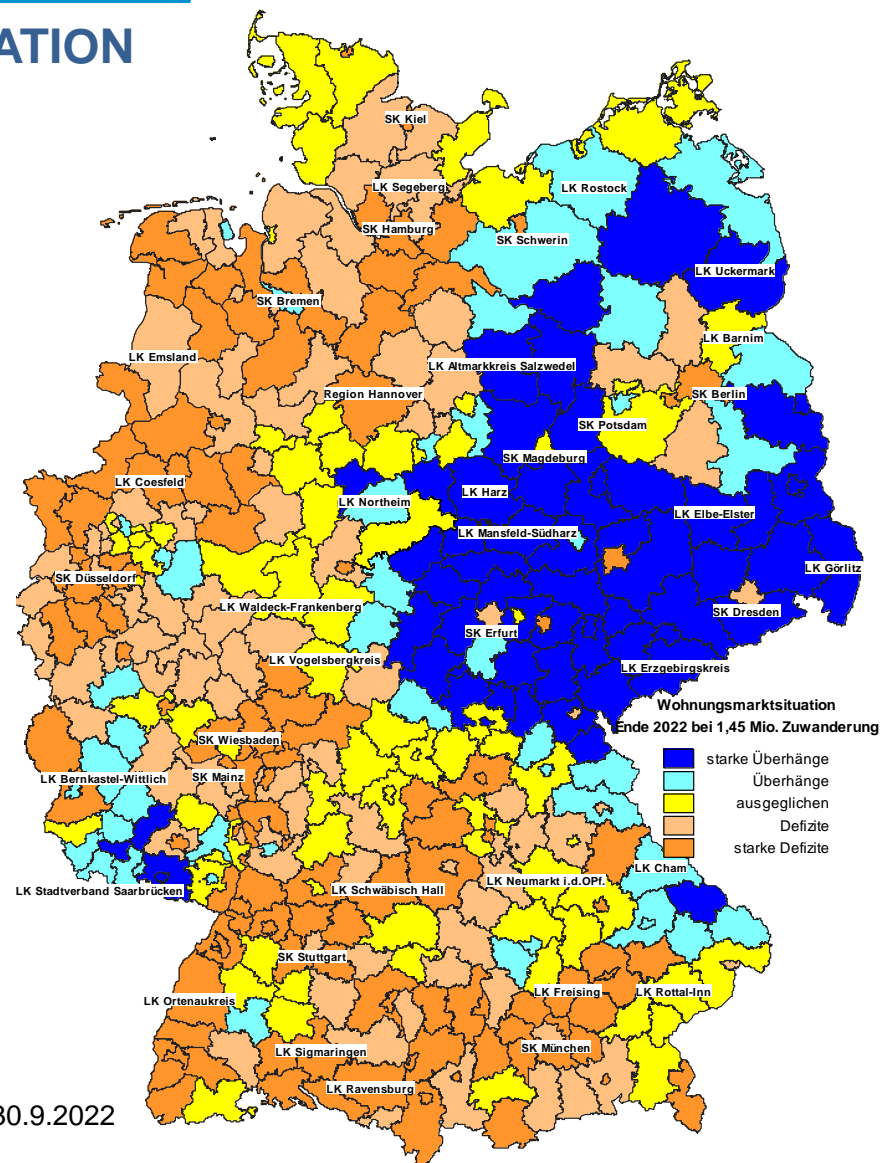 ATION
SK Kiel
LK Segeberg
LK Rostock
SK Hamburg
SK Schwerin
LK Uckermark
SK Bremen
LK Barnim
LK Emsland
LK Altmarkkreis Salzwedel
Region Hannover
SK Berlin
SK Potsdam
SK Magdeburg
LK Coesfeld
LK Harz
LK Northeim
LK Elbe-Elster
LK Mansfeld-Südharz
LK Görlitz
SK Düsseldorf
LK Waldeck-Frankenberg
SK Dresden
SK Erfurt
LK Vogelsbergkreis
LK Erzgebirgskreis
Wohnungsmarktsituation
Ende 2022 bei 1,45 Mio. Zuwanderung
starke Überhänge
Überhänge
ausgeglichen
Defizite
starke Defizite
SK Wiesbaden
LK Bernkastel-Wittlich
SK Mainz
LK Cham
LK Stadtverband Saarbrücken
LK Schwäbisch Hall
LK Neumarkt i.d.OPf.
SK Stuttgart
LK Ortenaukreis
LK Freising
LK Rottal-Inn
SK München
LK Sigmaringen
LK Ravensburg
30.9.2022